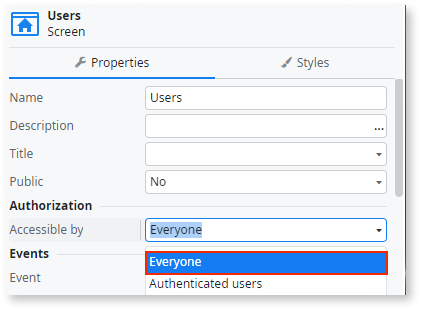 Users
Screen
Properties
Styles
Name
Users
Description
...
Title
Public
No
Authorization
Accessible by
Everyone
Events
Everyone
Event
Authenticated users